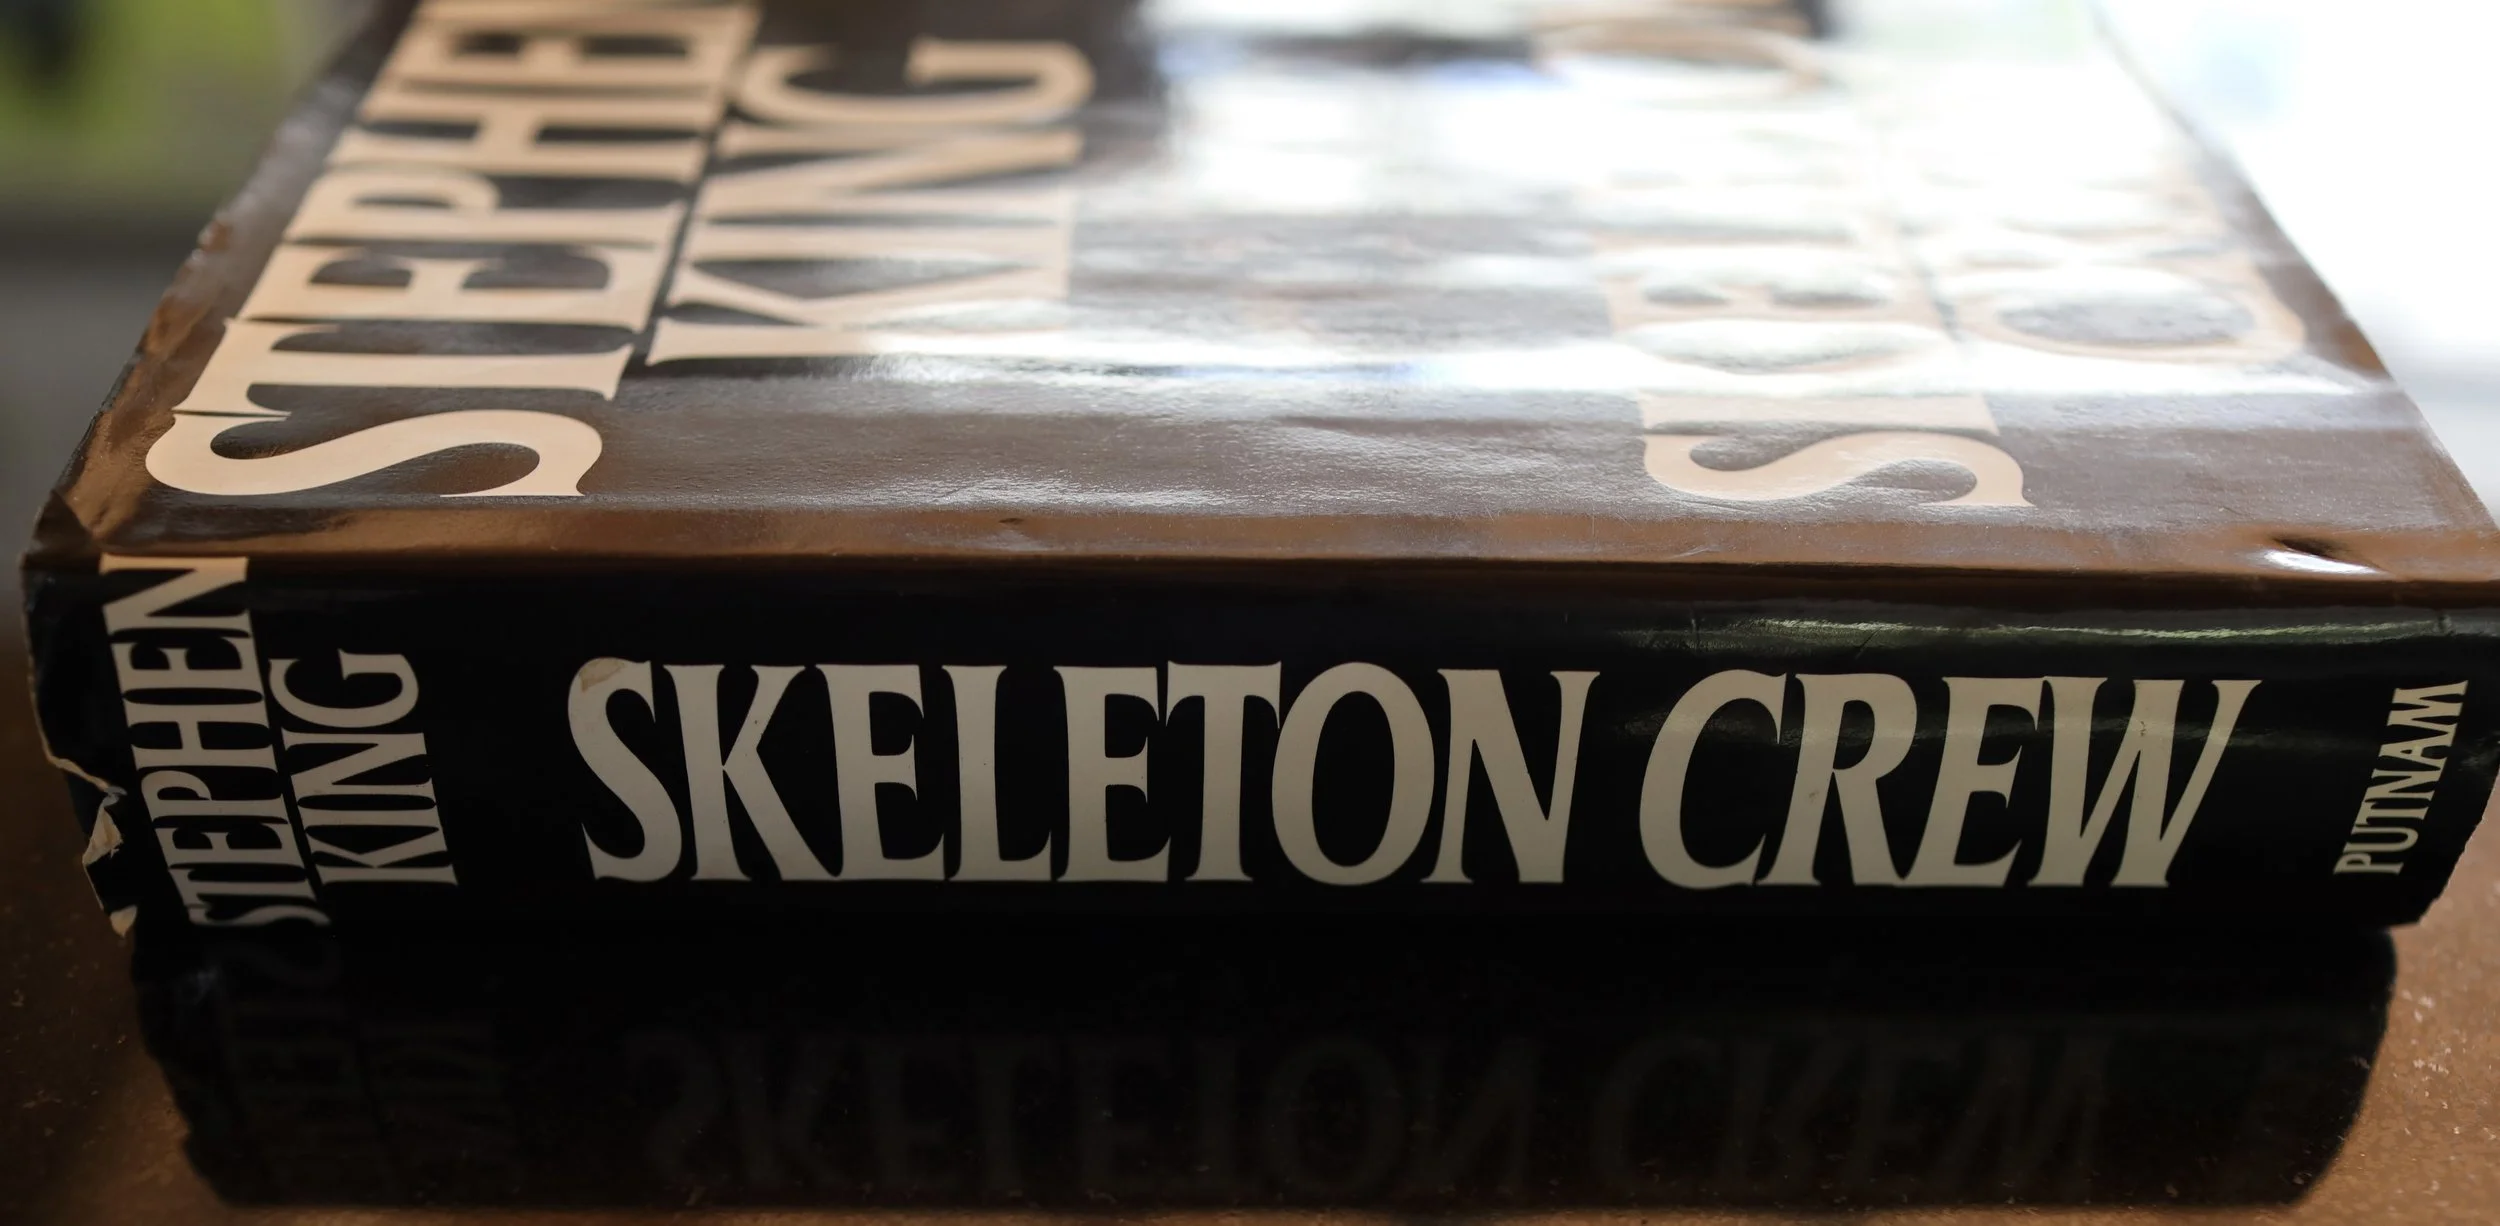 STEPHEN
KING
STEPHEN
KING
SKELETON CREW
PUTNAM